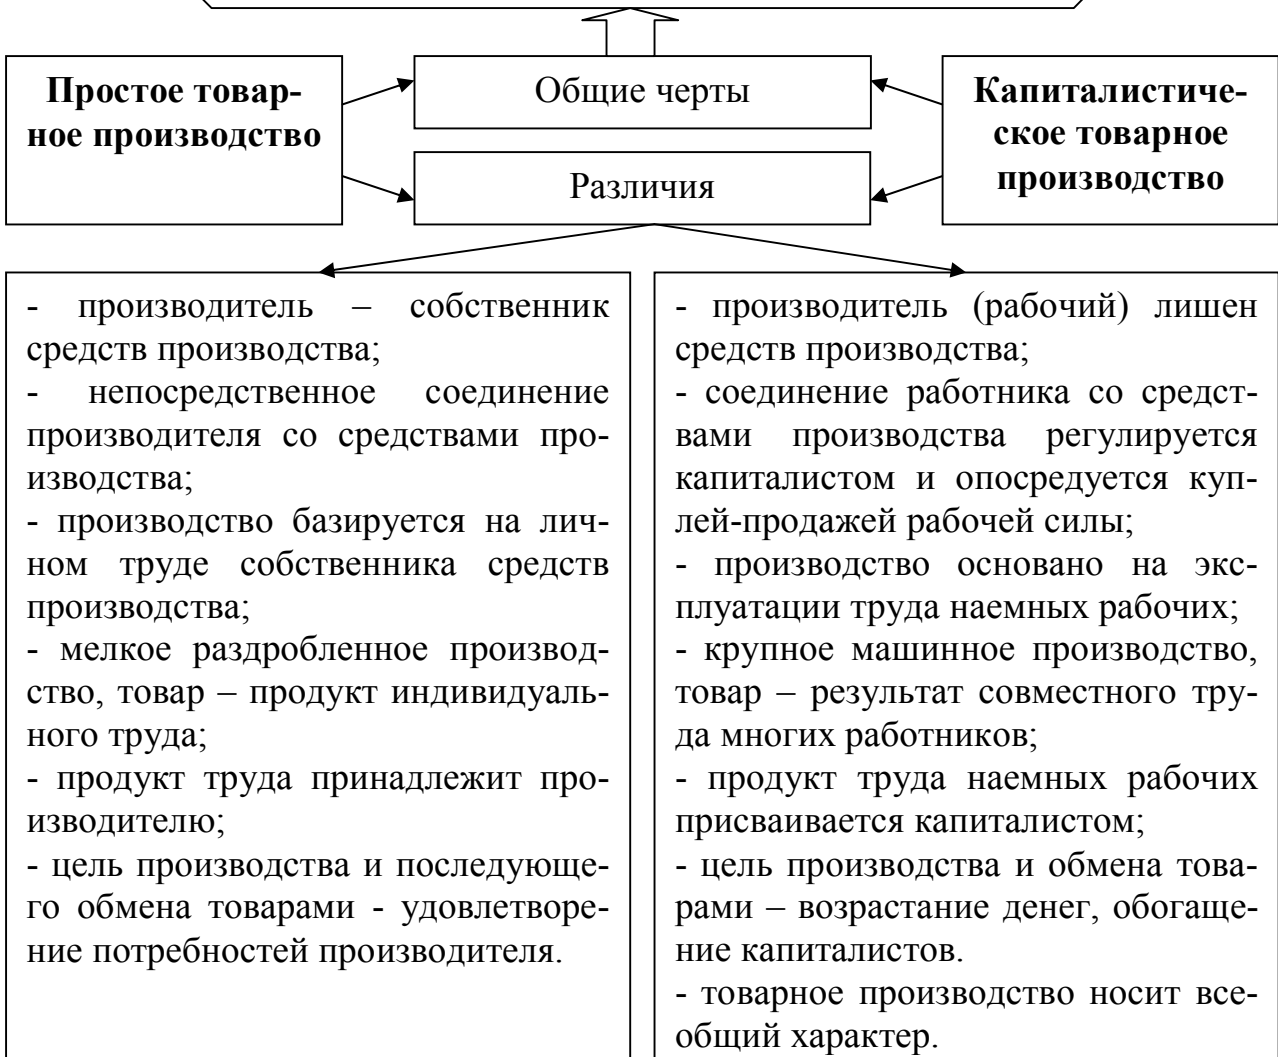 Простое товар-
ное производство
Общие черты
Капиталистиче-
ское товарное
производство
Различия
- производитель – собственник
средств производства;
- непосредственное соединение
производителя со средствами про-
изводства;
- производство базируется на лич-
ном труде собственника средств
производства;
- мелкое раздробленное производ-
ство, товар – продукт индивидуаль-
ного труда;
- продукт труда принадлежит про-
изводителю;
- цель производства и последующе-
го обмена товарами - удовлетворе-
ние потребностей производителя.
- производитель (рабочий) лишен
средств производства;
- соединение работника со средст-
вами производства регулируется
капиталистом и опосредуется куп-
лей-продажей рабочей силы;
- производство основано на экс-
плуатации труда наемных рабочих;
- крупное машинное производство,
товар – результат совместного тру-
да многих работников;
- продукт труда наемных рабочих
присваивается капиталистом;
- цель производства и обмена това-
рами – возрастание денег, обогаще-
ние капиталистов.
- товарное производство носит все-
общий характер.